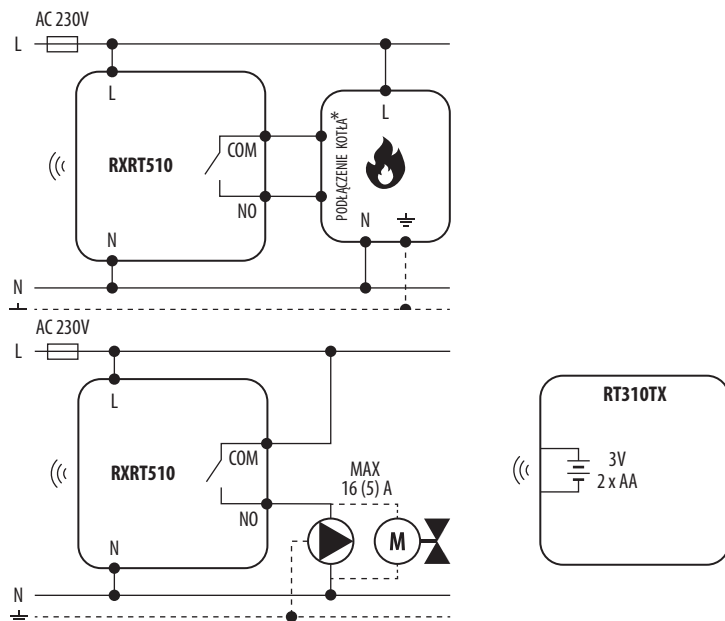 AC 230V
L
L
RXRT510
COM
NO
N
PODŁĄCZENIE KOTŁA*
L
N
N
AC 230V
L
L
RXRT510
COM
NO
N
MAX
16 (5) A
M
N
RT310TX
3V
2 x AA